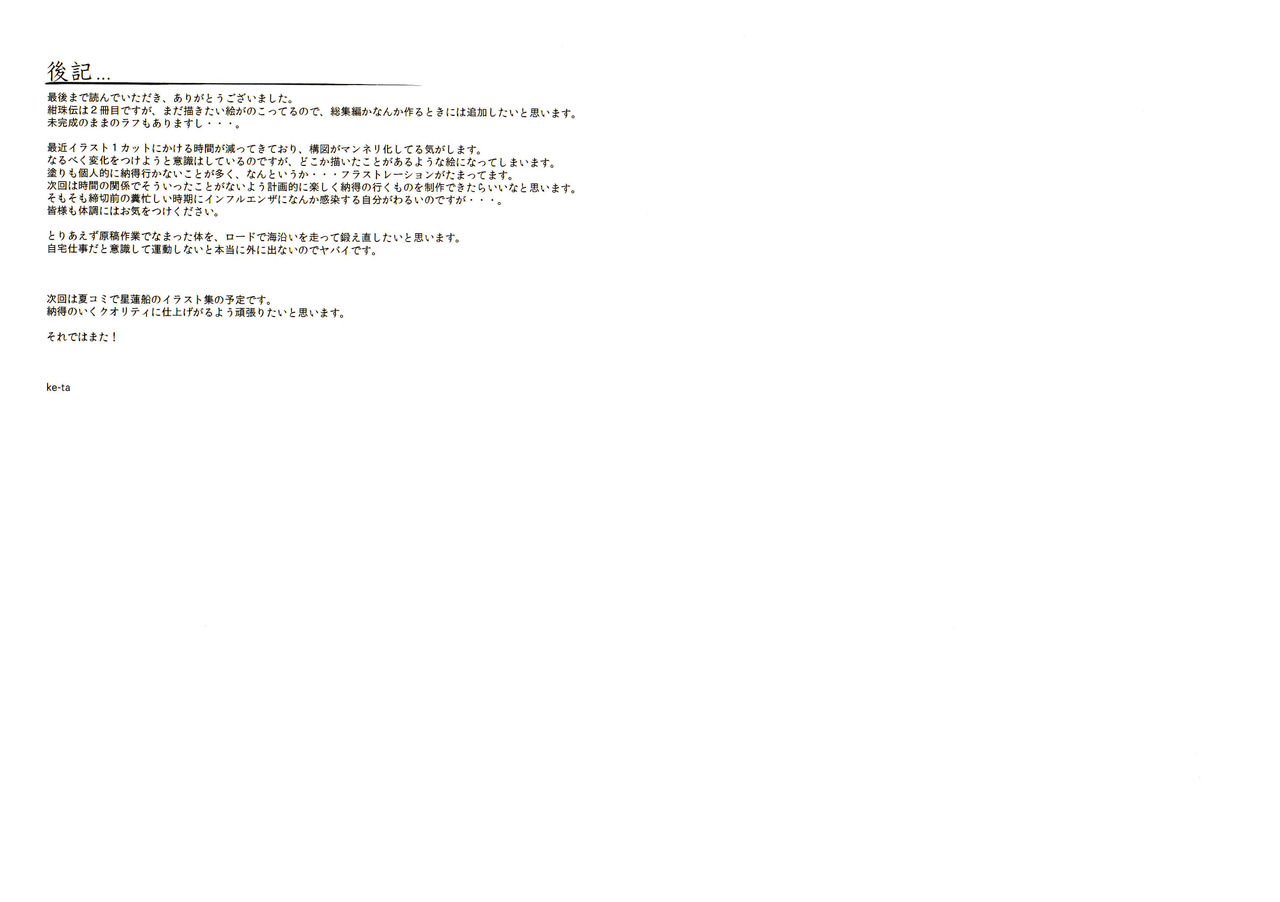 後記...
最後まで読んでいただき、ありがとうございました。
紺珠伝は２冊目ですが、まだ描きたい絵がのこってるので、総集編かなんか作るときには追加したいと思います。
未完成のままのラフもありますし・・・。
最近イラスト１カットにかける時間が減ってきており、構図がマンネリ化してる気がします。
なるべく変化をつけようと意識はしているのですが、どこか描いたことがあるような絵になってしまいます。
塗りも個人的に納得行かないことが多く、なんというか・・・フラストレーションがたまってます。
次回は時間の関係でそういったことがないよう計画的に楽しく納得の行くものを制作できたらいいなと思います。
そもそも締切前の糞忙しい時期にインフルエンザになんか感染する自分がわるいのですが・・・。
皆様も体調にはお気をつけください。
とりあえず原稿作業でなまった体を、ロードで海沿いを走って鍛え直したいと思います。
自宅仕事だと意識して運動しないと本当に外に出ないのでヤバイです。
次回は夏コミで星蓮船のイラスト集の予定です。
納得のいくクオリティに仕上げがるよう頑張りたいと思います。
それではまた！
ke-ta